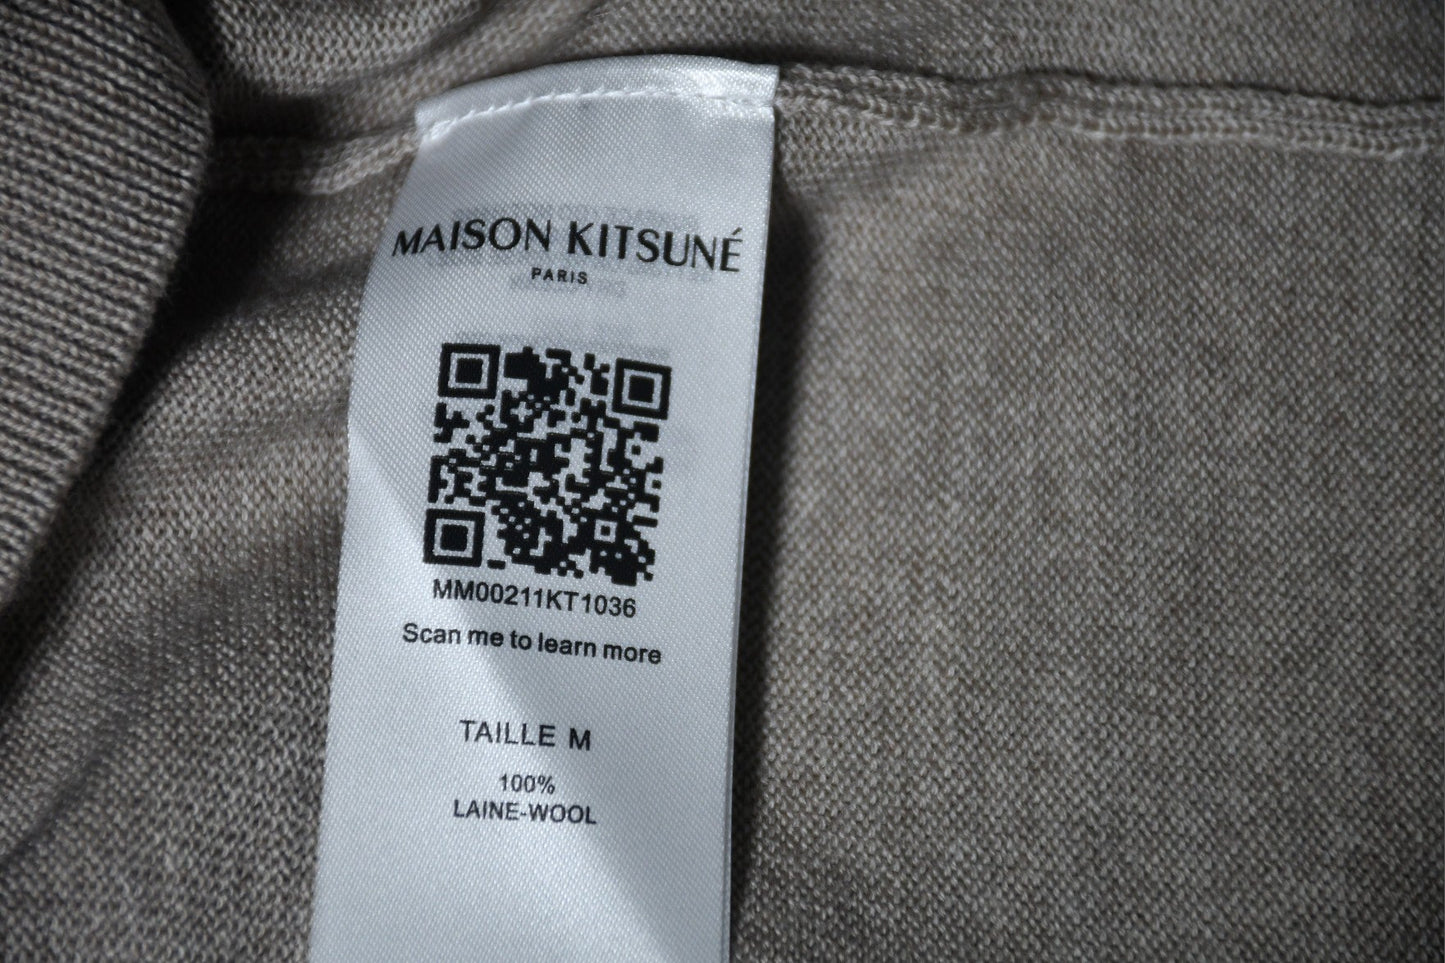 MAISON KITSUNÉ
PARIS
MM00211KT1036
Scan me to learn more
TAILLE M
100%
LAINE-WOOL